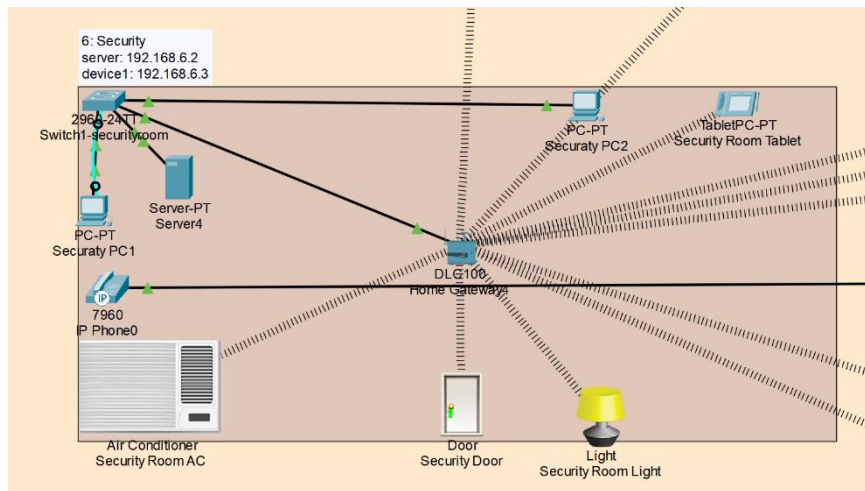 6: Security
server: 192.168.6.2
device1: 192.168.6.3
2960-24TT
Switch1-securityroom
PC-PT
Securaty PC2
TabletPC-PT
Security Room Tablet
Server-PT
Server4
PC-PT
Securaty PC1
DLC100
Home Gateway4
IP
7960
IP Phone0
Air Conditioner
Security Room AC
Door
Security Door
Light
Security Room Light